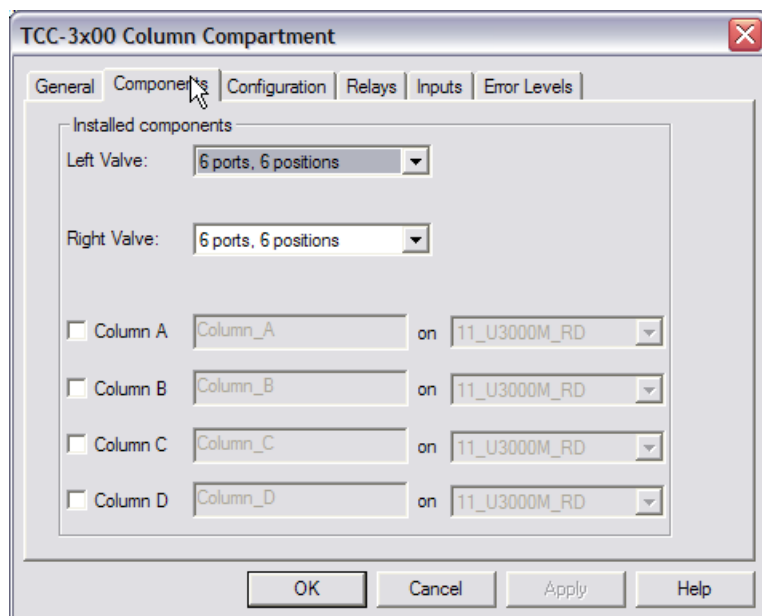 TCC-3x00 Column Compartment
General Components Configuration Relays Inputs Error Levels
Installed components
Left Valve: 6 ports, 6 positions
Right Valve: 6 ports, 6 positions
Column A Column_A on 11_U3000M_RD
Column B Column_B on 11_U3000M_RD
Column C Column_C on 11_U3000M_RD
Column D Column_D on 11_U3000M_RD
OK Cancel Apply Help